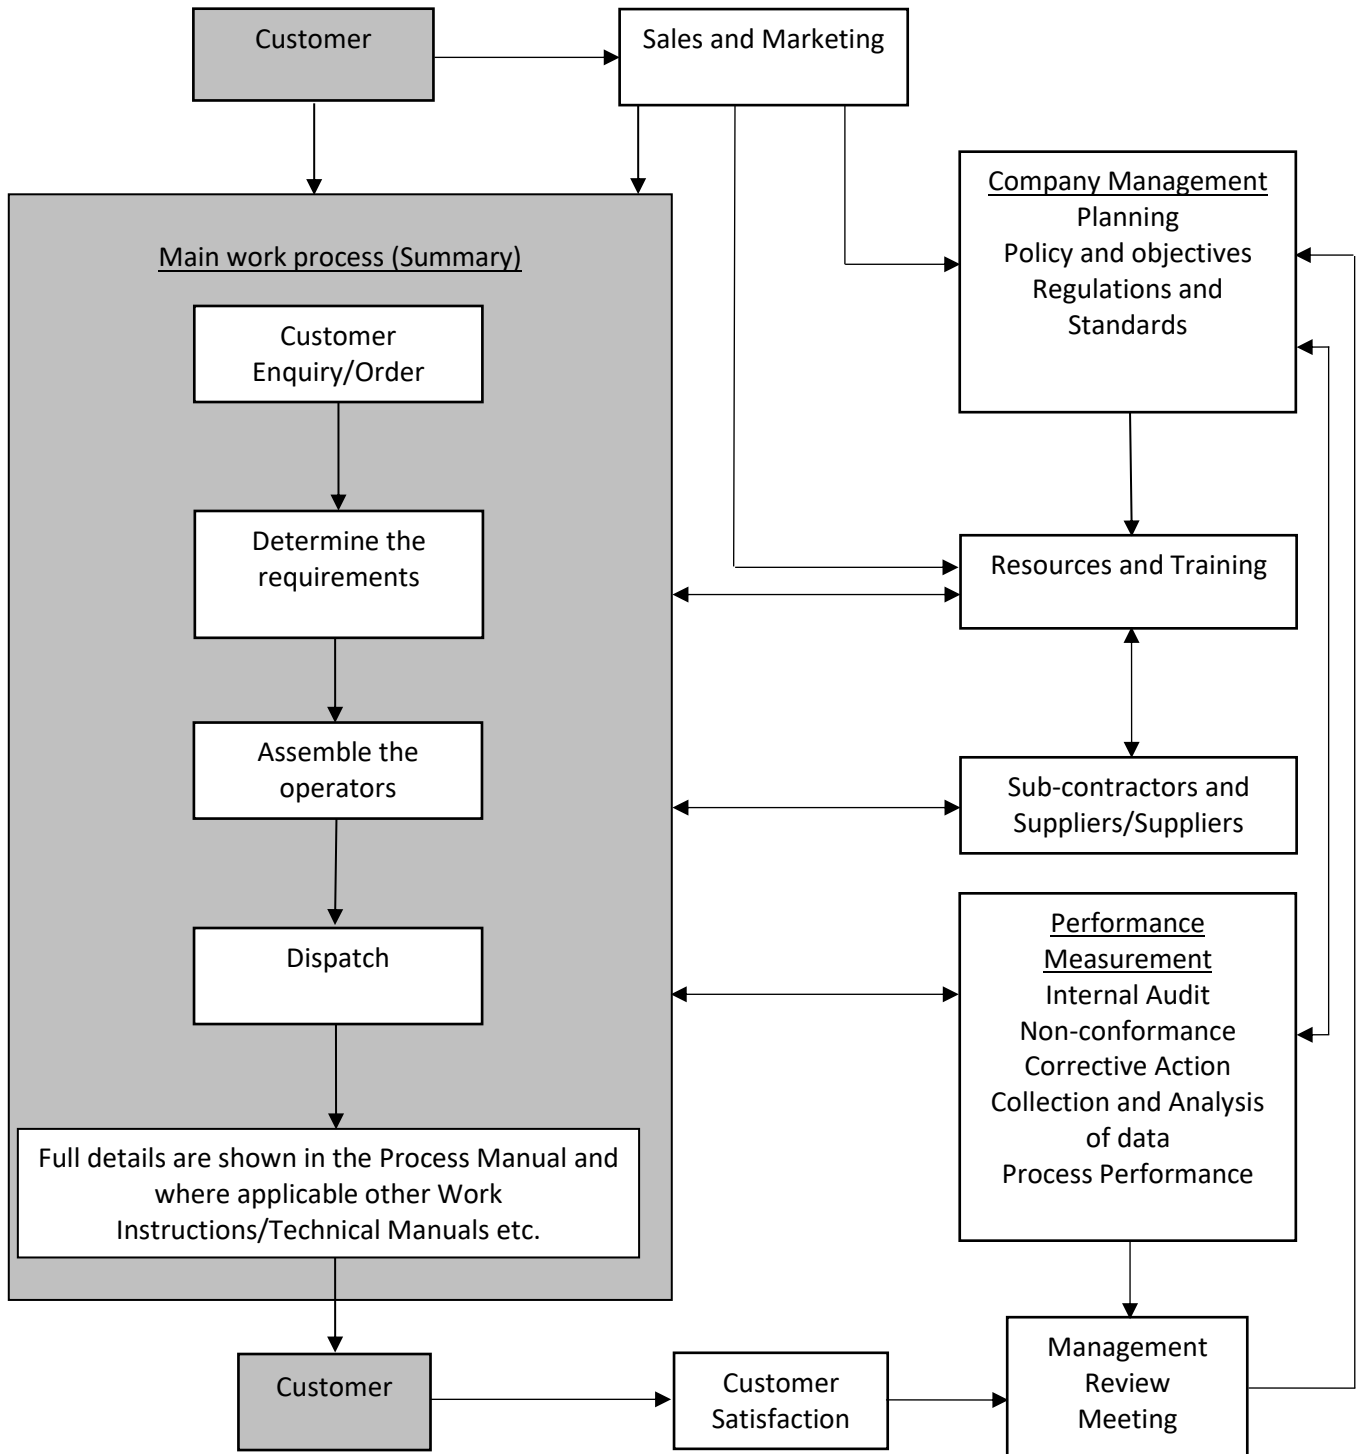 Customer
Sales and Marketing
Company Management
Planning
Policy and objectives
Regulations and
Standards
Main work process (Summary)
Customer
Enquiry/Order
Determine the
requirements
Resources and Training
Assemble the
operators
Sub-contractors and
Suppliers/Suppliers
Dispatch
Performance
Measurement
Internal Audit
Non-conformance
Corrective Action
Collection and Analysis
of data
Process Performance
Full details are shown in the Process Manual and
where applicable other Work
Instructions/Technical Manuals etc.
Customer
Customer
Satisfaction
Management
Review
Meeting